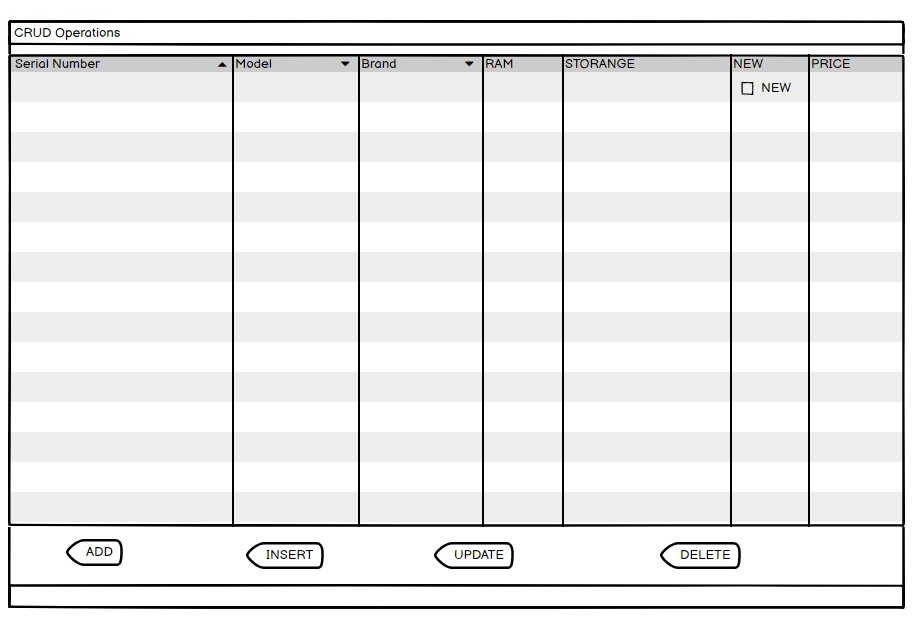 CRUD Operations
Serial Number Model Brand RAM STORANGE NEW PRICE
NEW
ADD INSERT UPDATE DELETE